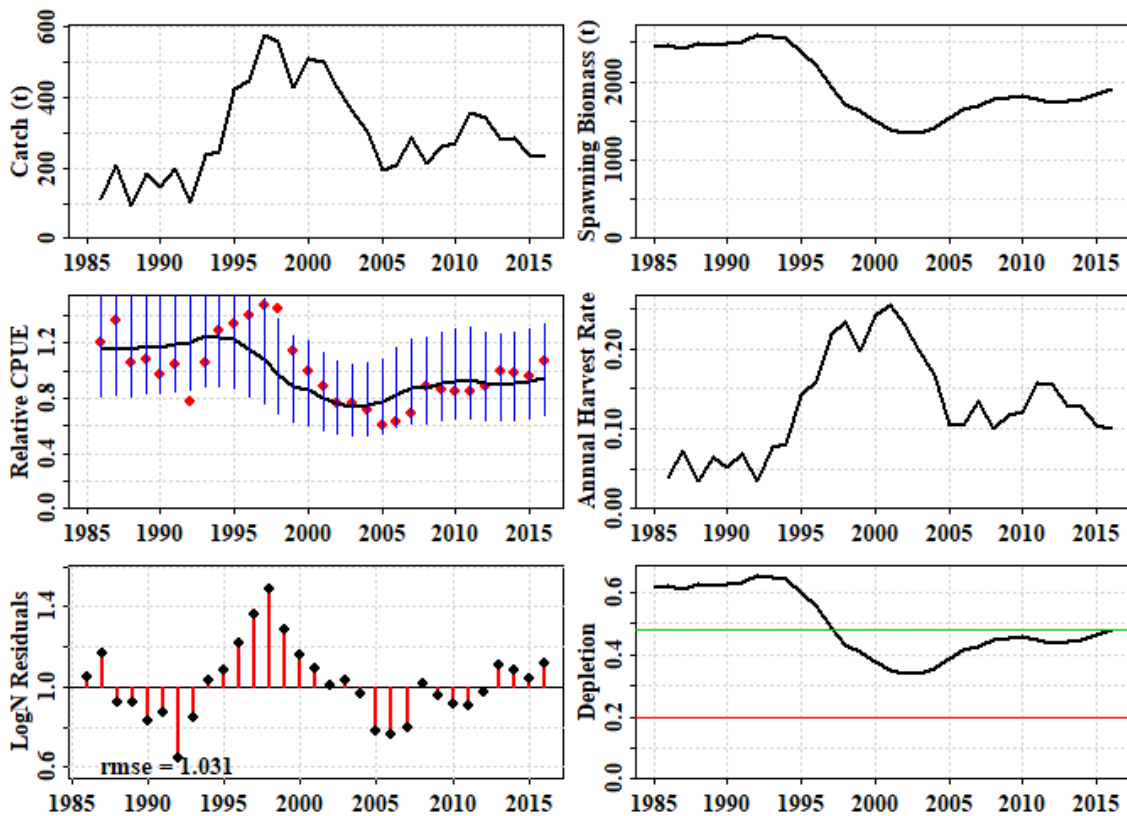 Catch (t)
0 200 400 600
1985 1990 1995 2000 2005 2010 2015
Spawning Biomass (t)
0 1000 2000
1985 1990 1995 2000 2005 2010 2015
Relative CPUE
0.0 0.4 0.8 1.2
1985 1990 1995 2000 2005 2010 2015
Annual Harvest Rate
0.00 0.10 0.20
1985 1990 1995 2000 2005 2010 2015
LogN Residuals
0.6 1.0 1.4
rmse = 1.031
1985 1990 1995 2000 2005 2010 2015
Depletion
0.0 0.2 0.4 0.6
1985 1990 1995 2000 2005 2010 2015